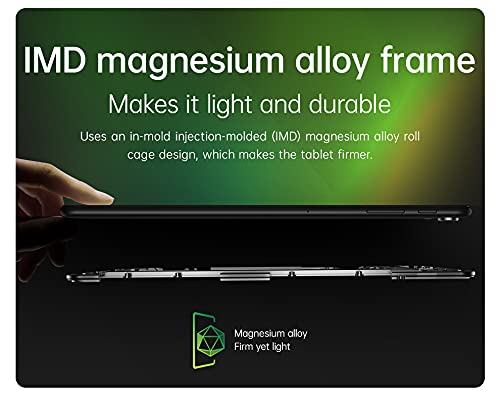 IMD magnesium alloy frame
Makes it light and durable
Uses an in-mold injection-molded (IMD) magnesium alloy roll
cage design, which makes the tablet firmer.
Magnesium alloy
Firm yet light